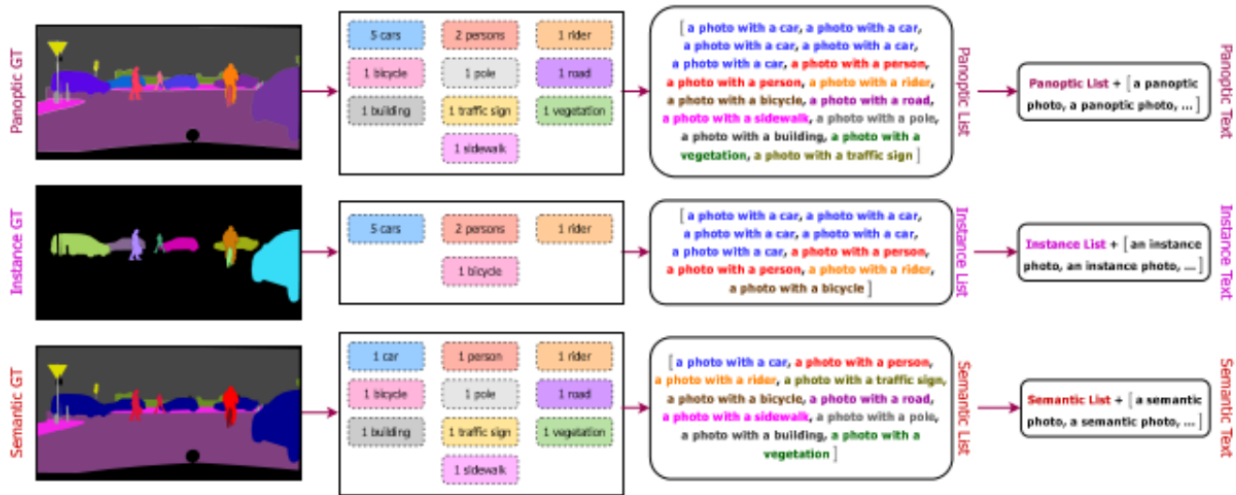 Panoptic GT
5 cars
2 persons
1 rider
1 bicycle
1 pole
1 road
1 building
1 traffic sign
1 vegetation
1 sidewalk
[ a photo with a car, a photo with a car,
a photo with a car, a photo with a car,
a photo with a car, a photo with a person,
a photo with a person, a photo with a rider,
a photo with a bicycle, a photo with a road,
a photo with a sidewalk, a photo with a pole,
a photo with a building, a photo with a
vegetation, a photo with a traffic sign ]
Panoptic List
Panoptic List + [ a panoptic
photo, a panoptic photo, ... ]
Panoptic Text
Instance GT
5 cars
2 persons
1 rider
1 bicycle
[ a photo with a car, a photo with a car,
a photo with a car, a photo with a car,
a photo with a car, a photo with a person,
a photo with a person, a photo with a rider,
a photo with a bicycle ]
Instance List
Instance List + [ an instance
photo, an instance photo, ... ]
Instance Text
Semantic GT
1 car
1 person
1 rider
1 bicycle
1 pole
1 road
1 building
1 traffic sign
1 vegetation
1 sidewalk
[ a photo with a car, a photo with a person,
a photo with a rider, a photo with a traffic sign,
a photo with a bicycle, a photo with a road,
a photo with a sidewalk, a photo with a pole,
a photo with a building, a photo with a
vegetation ]
Semantic List
Semantic List + [ a semantic
photo, a semantic photo, ... ]
Semantic Text